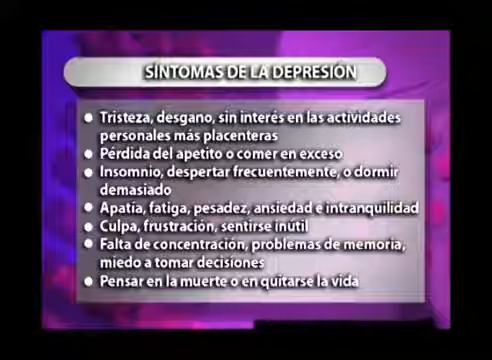 SÍNTOMAS DE LA DEPRESIÓN
Tristeza, desgano, sin interés en las actividades
personales más placenteras
Pérdida del apetito o comer en exceso
Insomnio, despertar frecuentemente, o dormir
demasiado
Apatía, fatiga, pesadez, ansiedad e intranquilidad
Culpa, frustración, sentirse inútil
Falta de concentración, problemas de memoria,
miedo a tomar decisiones
Pensar en la muerte o en quitarse la vida